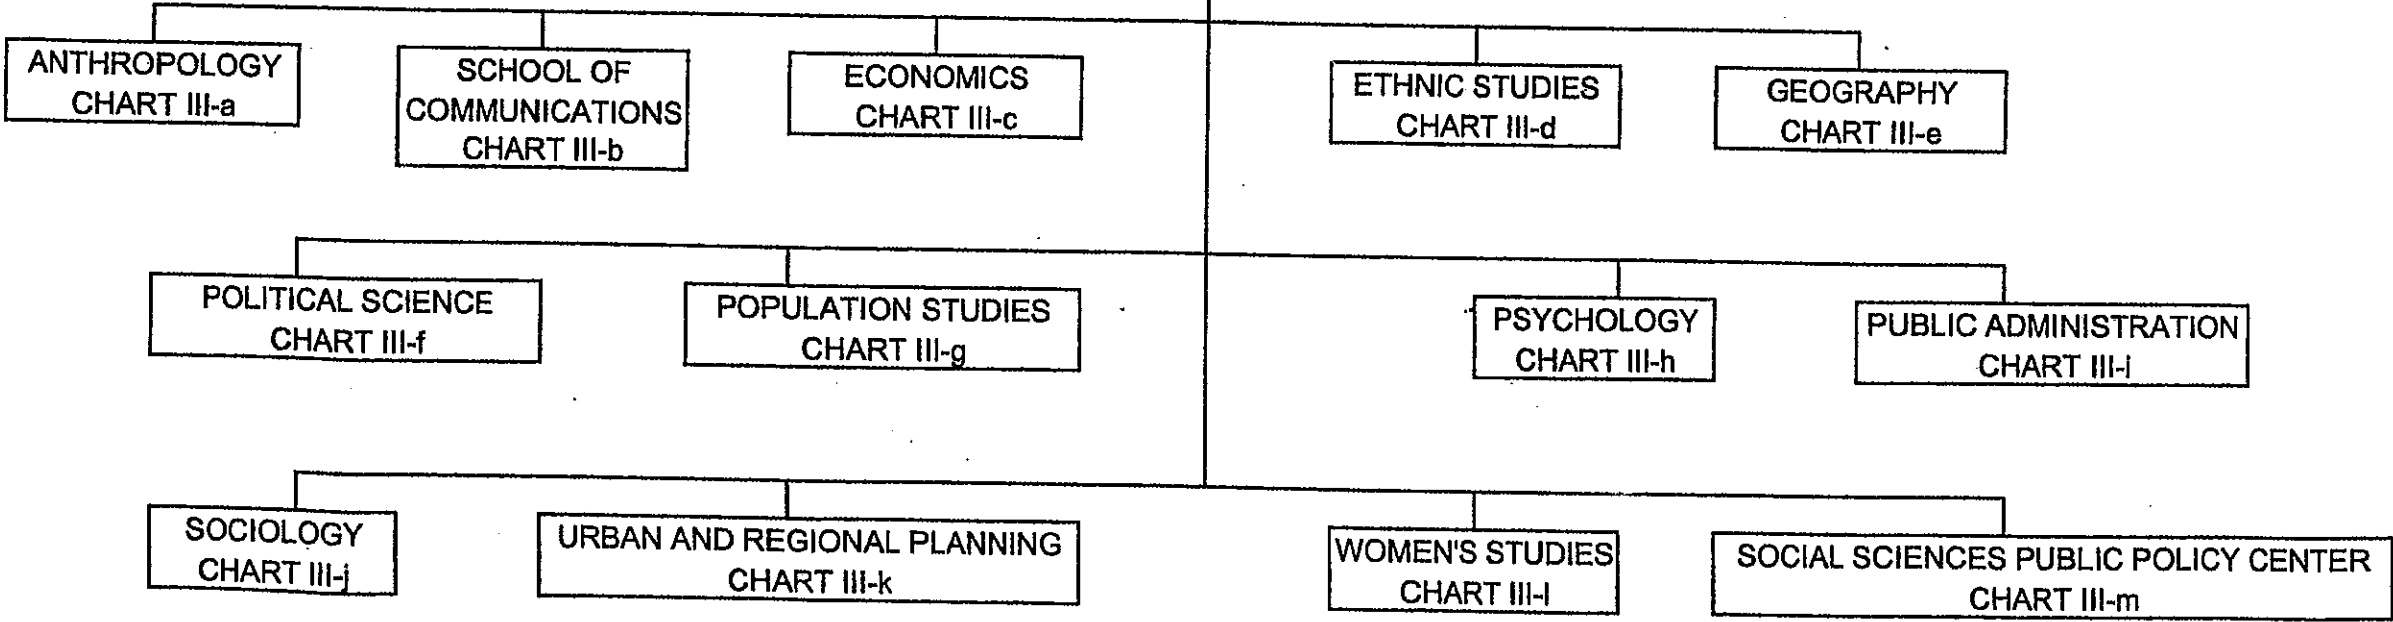 ANTHROPOLOGY
CHART III-a
SCHOOL OF
COMMUNICATIONS
CHART III-b
ECONOMICS
CHART III-c
ETHNIC STUDIES
CHART III-d
GEOGRAPHY
CHART III-e
POLITICAL SCIENCE
CHART III-f
POPULATION STUDIES
CHART III-g
PSYCHOLOGY
CHART III-h
PUBLIC ADMINISTRATION
CHART III-i
SOCIOLOGY
CHART III-j
URBAN AND REGIONAL PLANNING
CHART III-k
WOMEN'S STUDIES
CHART III-l
SOCIAL SCIENCES PUBLIC POLICY CENTER
CHART III-m